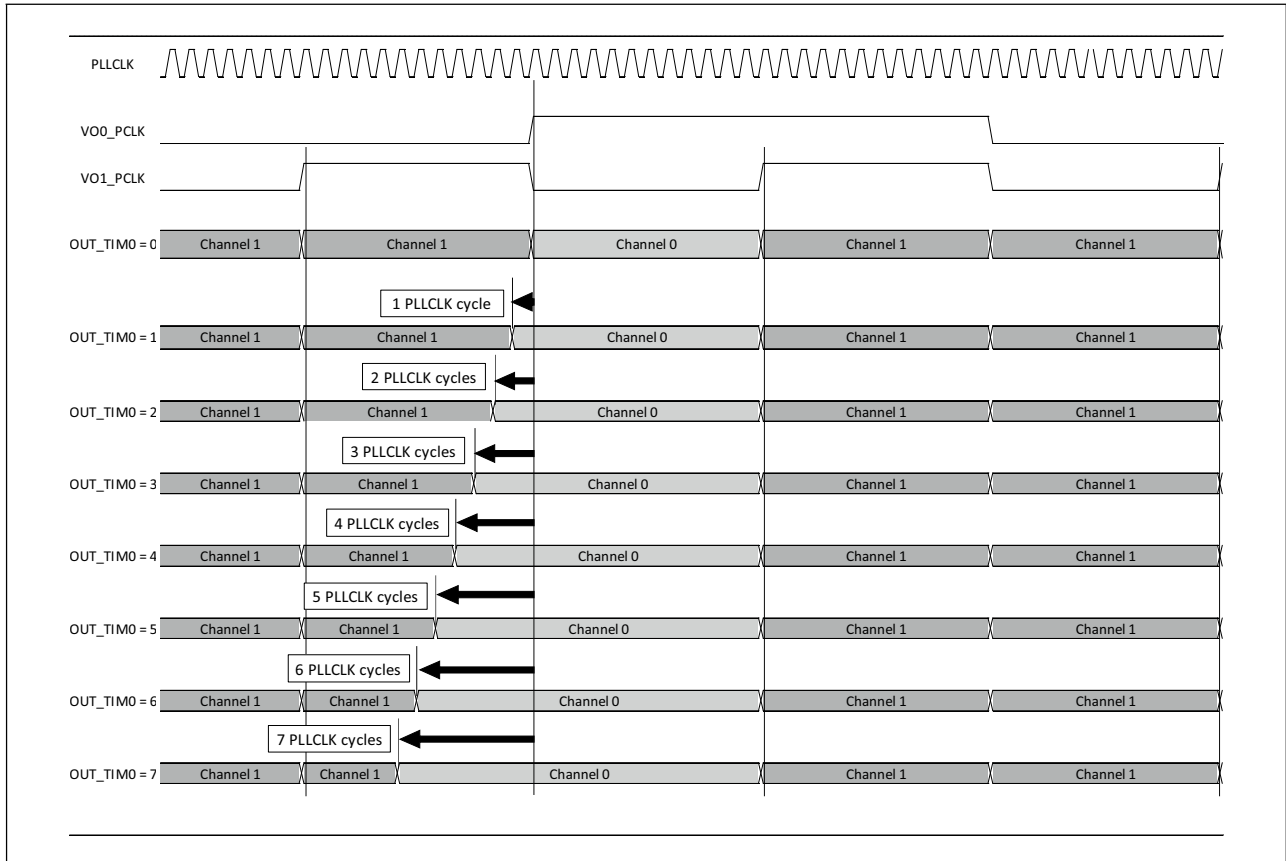 PLLCLK
VO0_PCLK
VO1_PCLK
OUT_TIM0 = 0 Channel 1 Channel 1 Channel 0 Channel 1 Channel 1
1 PLLCLK cycle
OUT_TIM0 = 1 Channel 1 Channel 1 Channel 0 Channel 1 Channel 1
2 PLLCLK cycles
OUT_TIM0 = 2 Channel 1 Channel 1 Channel 0 Channel 1 Channel 1
3 PLLCLK cycles
OUT_TIM0 = 3 Channel 1 Channel 1 Channel 0 Channel 1 Channel 1
4 PLLCLK cycles
OUT_TIM0 = 4 Channel 1 Channel 1 Channel 0 Channel 1 Channel 1
5 PLLCLK cycles
OUT_TIM0 = 5 Channel 1 Channel 1 Channel 0 Channel 1 Channel 1
6 PLLCLK cycles
OUT_TIM0 = 6 Channel 1 Channel 1 Channel 0 Channel 1 Channel 1
7 PLLCLK cycles
OUT_TIM0 = 7 Channel 1 Channel 1 Channel 0 Channel 1 Channel 1